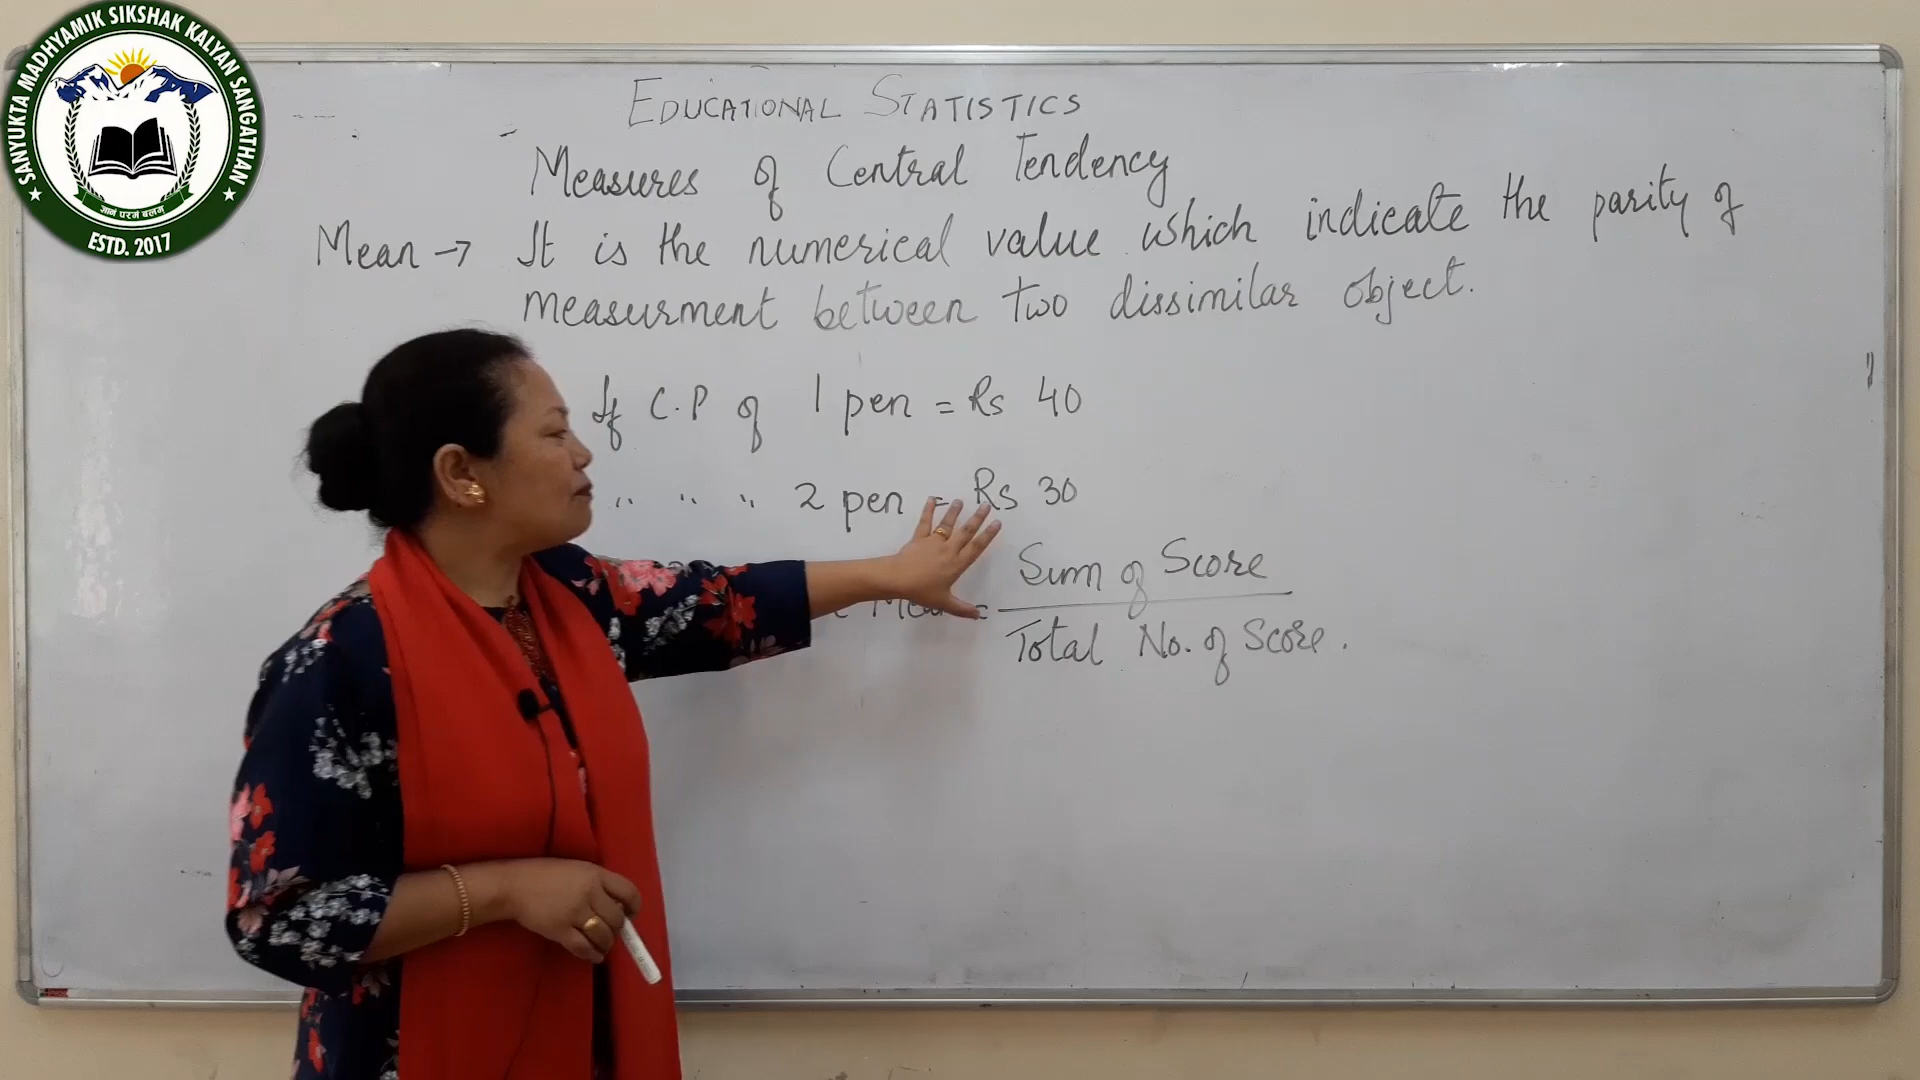 SANYUKTA MADHYAMIK SIKSHAK KALYAN SANGATHAN
ज्ञानं परमं बलम्
ESTD. 2017
EDUCATIONAL STATISTICS
Measures of Central Tendency
Mean → It is the numerical value which indicate the parity of
measurment between two dissimilar object.
If C.P of 1 pen = Rs 40
" " " 2 pen = Rs 30
Mean = Sum of Score
Total No. of Score.